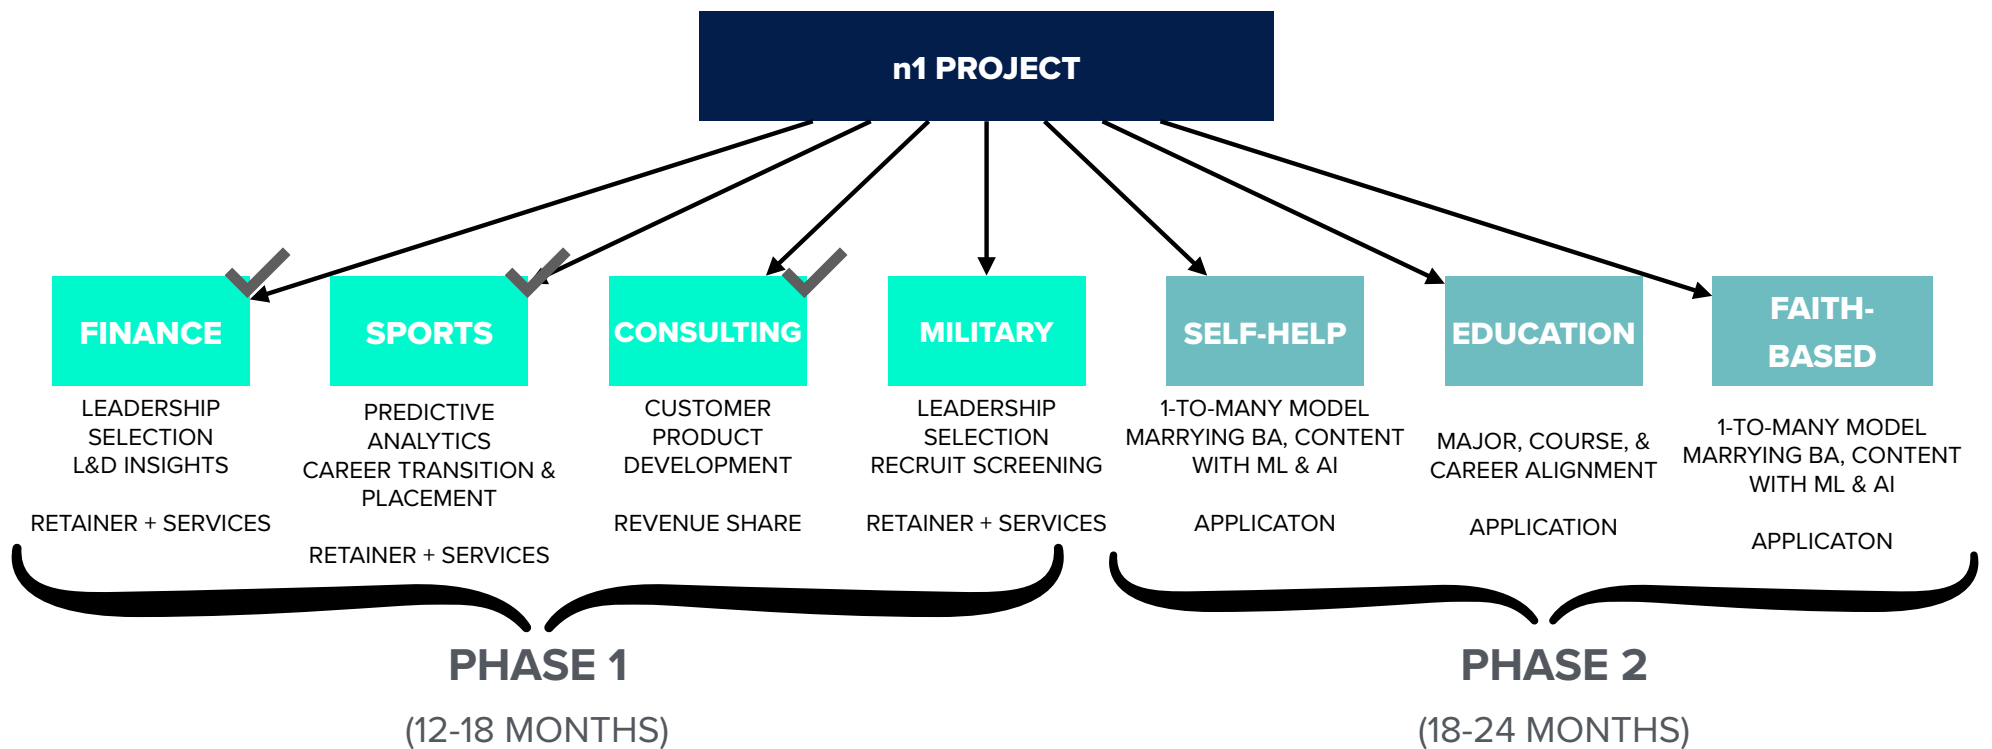 n1 PROJECT
FINANCE
LEADERSHIP
SELECTION
L&D INSIGHTS
RETAINER + SERVICES
SPORTS
PREDICTIVE
ANALYTICS
CAREER TRANSITION &
PLACEMENT
RETAINER + SERVICES
CONSULTING
CUSTOMER
PRODUCT
DEVELOPMENT
REVENUE SHARE
MILITARY
LEADERSHIP
SELECTION
RECRUIT SCREENING
RETAINER + SERVICES
SELF-HELP
1-TO-MANY MODEL
MARRYING BA, CONTENT
WITH ML & AI
APPLICATON
EDUCATION
MAJOR, COURSE, &
CAREER ALIGNMENT
APPLICATION
FAITH-
BASED
1-TO-MANY MODEL
MARRYING BA, CONTENT
WITH ML & AI
APPLICATON
PHASE 1
(12-18 MONTHS)
PHASE 2
(18-24 MONTHS)